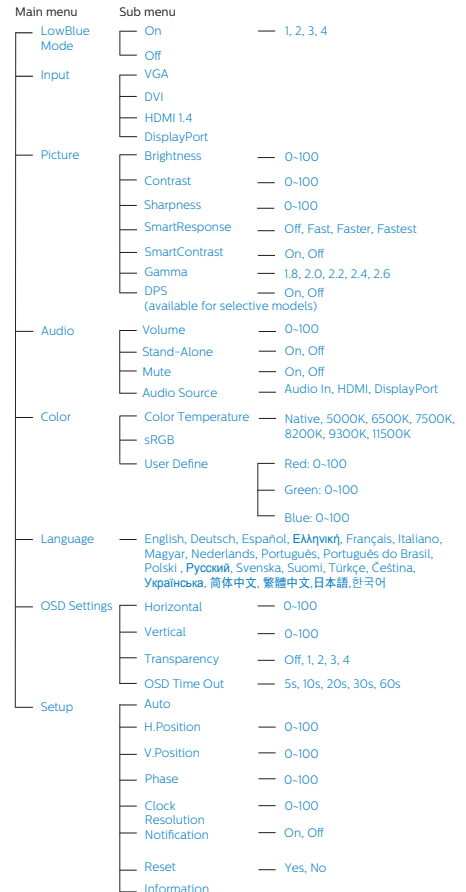 Main menu Sub menu
LowBlue Mode On 1, 2, 3, 4
Off
Input VGA
DVI
HDMI 1.4
DisplayPort
Picture Brightness 0~100
Contrast 0~100
Sharpness 0~100
SmartResponse Off, Fast, Faster, Fastest
SmartContrast On, Off
Gamma 1.8, 2.0, 2.2, 2.4, 2.6
DPS On, Off
(available for selective models)
Audio Volume 0~100
Stand-Alone On, Off
Mute On, Off
Audio Source Audio In, HDMI, DisplayPort
Color Color Temperature Native, 5000K, 6500K, 7500K,
8200K, 9300K, 11500K
sRGB
User Define Red: 0~100
Green: 0~100
Blue: 0~100
Language English, Deutsch, Español, Ελληνική, Français, Italiano,
Magyar, Nederlands, Português, Português do Brasil,
Polski , Русский, Svenska, Suomi, Türkçe, Čeština,
Українська, 简体中文, 繁體中文,日本語,한국어
OSD Settings Horizontal 0~100
Vertical 0~100
Transparency Off, 1, 2, 3, 4
OSD Time Out 5s, 10s, 20s, 30s, 60s
Setup Auto
H.Position 0~100
V.Position 0~100
Phase 0~100
Clock 0~100
Resolution
Notification On, Off
Reset Yes, No
Information